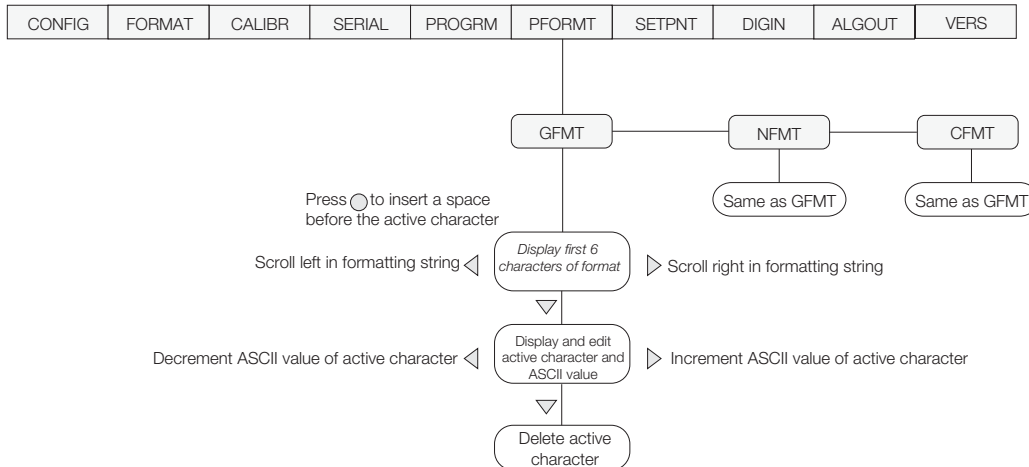 CONFIG FORMAT CALIBR SERIAL PROGRM PFORMT SETPNT DIGIN ALGOUT VERS
GFMT NFMT CFMT
Same as GFMT Same as GFMT
Press to insert a space
before the active character
Display first 6
characters of format
Scroll left in formatting string
Scroll right in formatting string
Display and edit
active character and
ASCII value
Decrement ASCII value of active character
Increment ASCII value of active character
Delete active
character